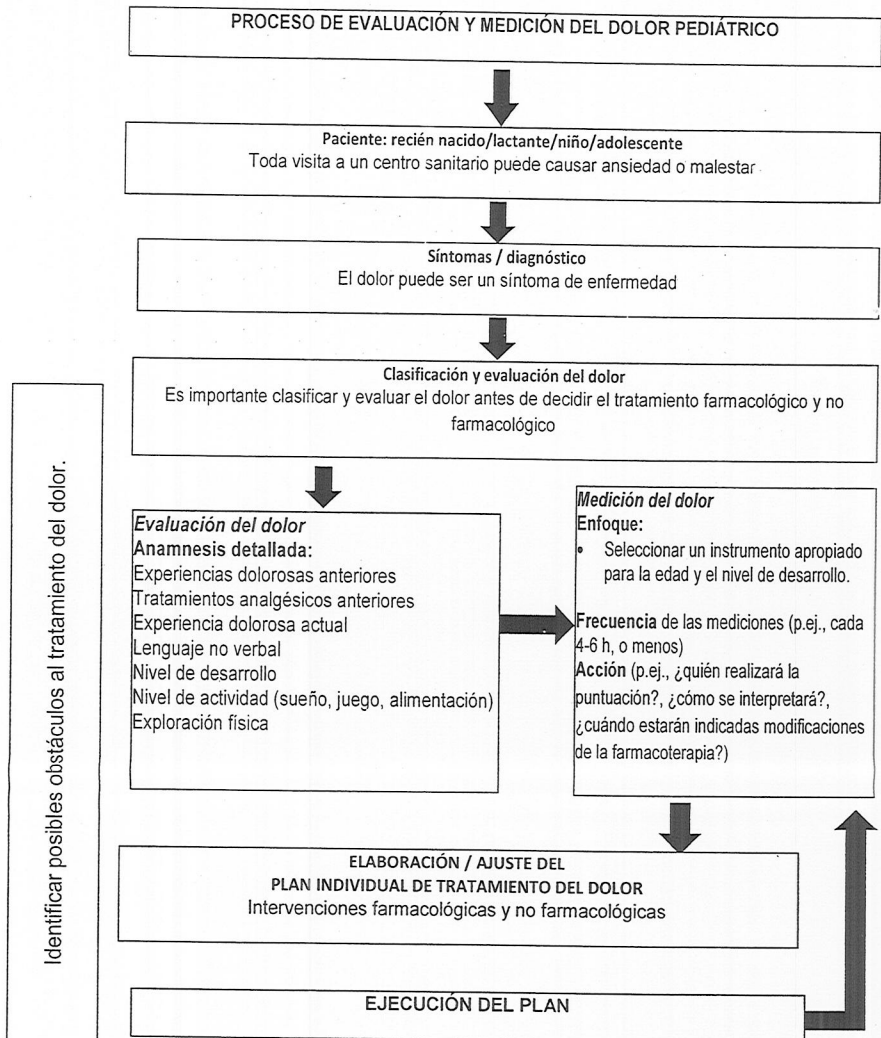 PROCESO DE EVALUACIÓN Y MEDICIÓN DEL DOLOR PEDIÁTRICO
Paciente: recién nacido/lactante/niño/adolescente
Toda visita a un centro sanitario puede causar ansiedad o malestar
Síntomas / diagnóstico
El dolor puede ser un síntoma de enfermedad
Clasificación y evaluación del dolor
Es importante clasificar y evaluar el dolor antes de decidir el tratamiento farmacológico y no
farmacológico
Identificar posibles obstáculos al tratamiento del dolor.
Evaluación del dolor
Anamnesis detallada:
Experiencias dolorosas anteriores
Tratamientos analgésicos anteriores
Experiencia dolorosa actual
Lenguaje no verbal
Nivel de desarrollo
Nivel de actividad (sueño, juego, alimentación)
Exploración física
Medición del dolor
Enfoque:
• Seleccionar un instrumento apropiado
para la edad y el nivel de desarrollo.
Frecuencia de las mediciones (p.ej., cada
4-6 h, o menos)
Acción (p.ej., ¿quién realizará la
puntuación?, ¿cómo se interpretará?,
¿cuándo estarán indicadas modificaciones
de la farmacoterapia?)
ELABORACIÓN / AJUSTE DEL
PLAN INDIVIDUAL DE TRATAMIENTO DEL DOLOR
Intervenciones farmacológicas y no farmacológicas
EJECUCIÓN DEL PLAN